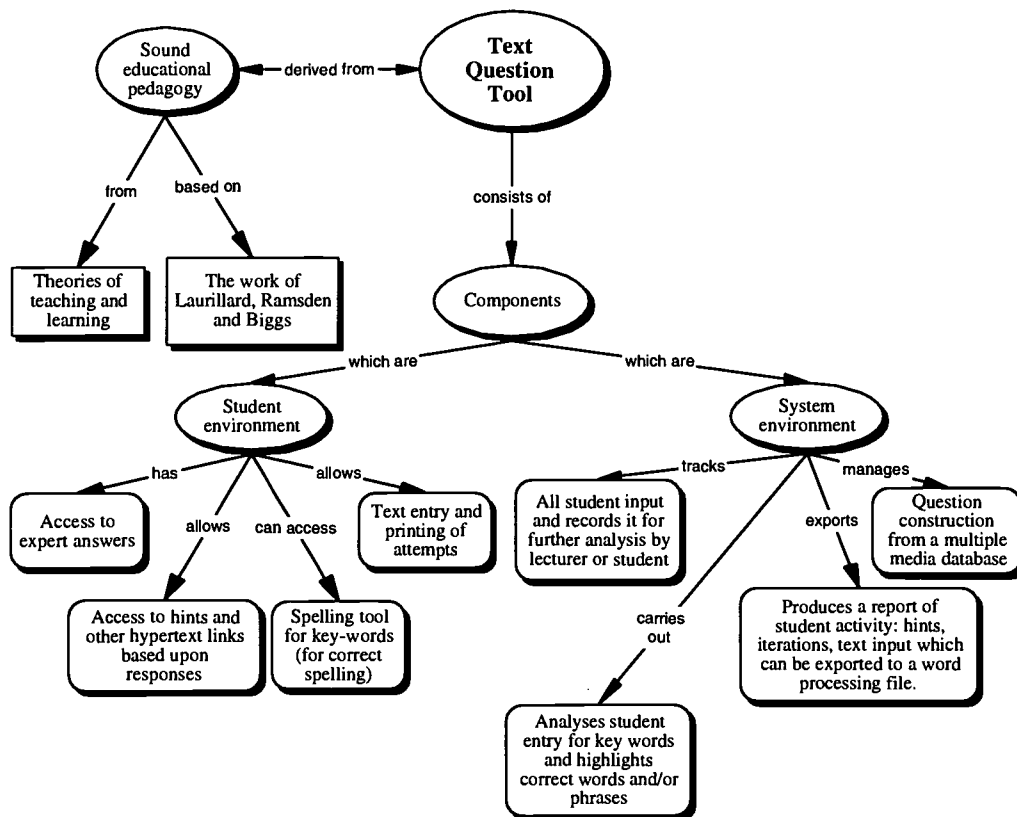 Sound
educational
pedagogy
derived from
Text
Question
Tool
from
based on
consists of
Theories of
teaching and
learning
The work of
Laurillard, Ramsden
and Biggs
Components
which are
which are
Student
environment
System
environment
has
allows
allows
can access
tracks
manages
exports
carries
out
Access to
expert answers
Text entry and
printing of
attempts
All student input
and records it for
further analysis by
lecturer or student
Question
construction
from a multiple
media database
Access to hints and
other hypertext links
based upon
responses
Spelling tool
for key-words
(for correct
spelling)
Produces a report of
student activity: hints,
iterations, text input which
can be exported to a word
processing file.
Analyses student
entry for key words
and highlights
correct words and/or
phrases